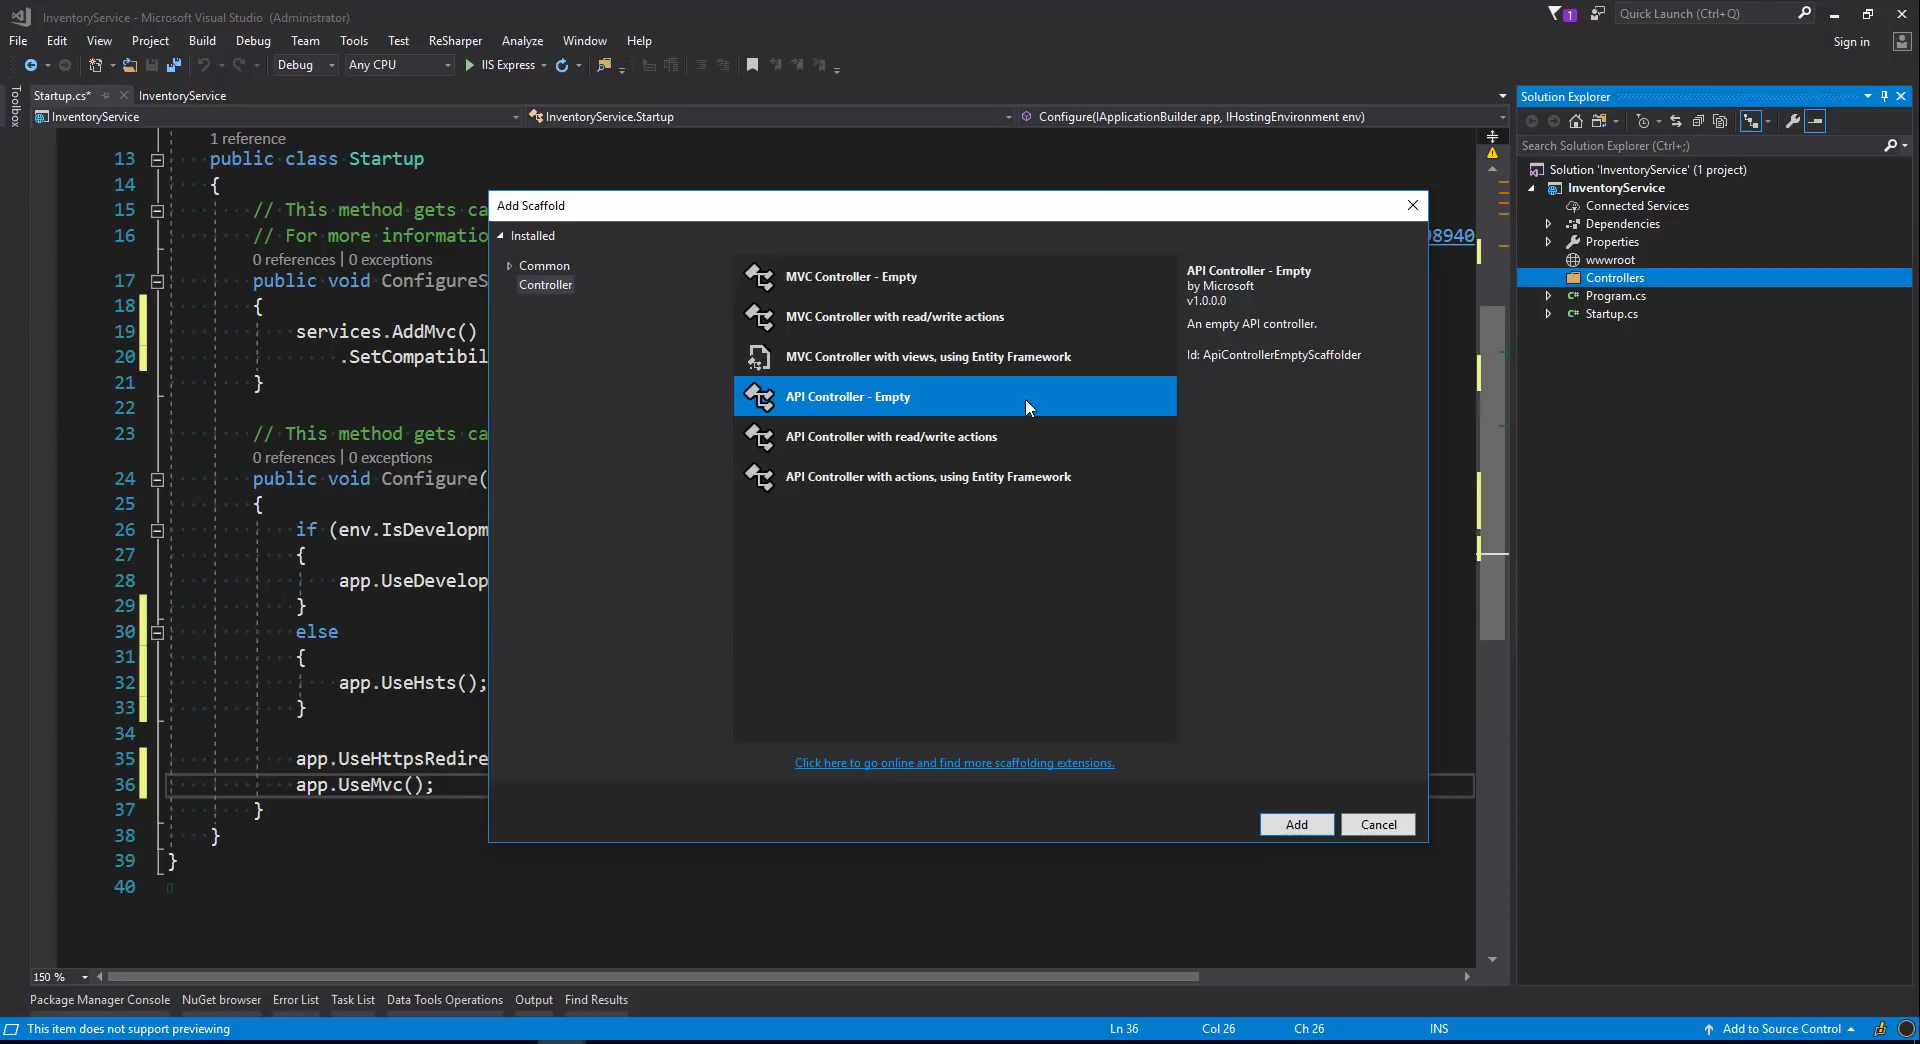 InventoryService - Microsoft Visual Studio (Administrator)
1
Quick Launch (Ctrl+Q)
File Edit View Project Build Debug Team Tools Test ReSharper Analyze Window Help
Sign in
Debug Any CPU IIS Express
Toolbox
Startup.cs* InventoryService
InventoryService InventoryService.Startup Configure(IApplicationBuilder app, IHostingEnvironment env)
1 reference
13 public class Startup
14 {
15 // This method gets ca
16 // For more informatio
98940
0 references | 0 exceptions
17 public void ConfigureS
18 {
19 services.AddMvc()
20 .SetCompatibil
21 }
22
23 // This method gets ca
0 references | 0 exceptions
24 public void Configure(
25 {
26 if (env.IsDevelopm
27 {
28 app.UseDevelop
29 }
30 else
31 {
32 app.UseHsts();
33 }
34
35 app.UseHttpsRedire
36 app.UseMvc();
37 }
38 }
39 }
40
Add Scaffold
Installed
Common
Controller
MVC Controller - Empty
MVC Controller with read/write actions
MVC Controller with views, using Entity Framework
API Controller - Empty
API Controller with read/write actions
API Controller with actions, using Entity Framework
API Controller - Empty
by Microsoft
v1.0.0.0
An empty API controller.
Id: ApiControllerEmptyScaffolder
Click here to go online and find more scaffolding extensions.
Add Cancel
Solution Explorer
Search Solution Explorer (Ctrl+;)
Solution 'InventoryService' (1 project)
InventoryService
Connected Services
Dependencies
Properties
wwwroot
Controllers
C# Program.cs
C# Startup.cs
150 %
Package Manager Console NuGet browser Error List Task List Data Tools Operations Output Find Results
This item does not support previewing
Ln 36 Col 26 Ch 26 INS
Add to Source Control